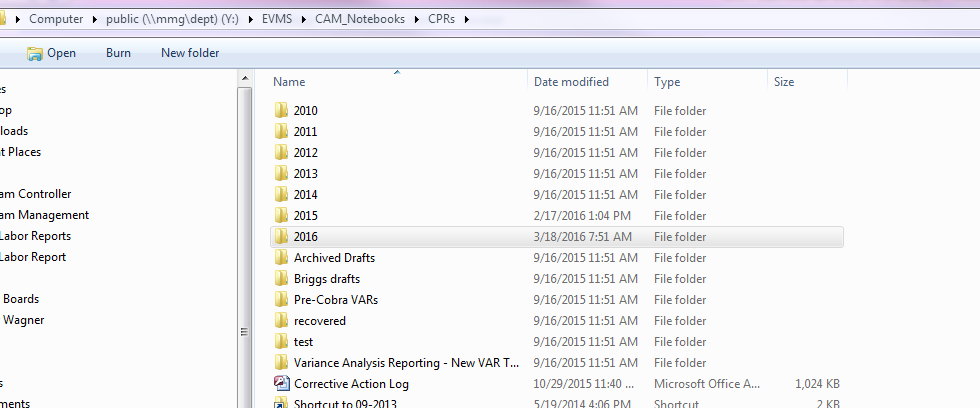 Computer ▸ public (\\mmg\dept) (Y:) ▸ EVMS ▸ CAM_Notebooks ▸ CPRs ▸
Open Burn New folder
Name Date modified Type Size
es
op
loads
t Places
am Controller
am Management
Labor Reports
Labor Report
Boards
Wagner
s
ments
2010 9/16/2015 11:51 AM File folder
2011 9/16/2015 11:51 AM File folder
2012 9/16/2015 11:51 AM File folder
2013 9/16/2015 11:51 AM File folder
2014 9/16/2015 11:51 AM File folder
2015 2/17/2016 1:04 PM File folder
2016 3/18/2016 7:51 AM File folder
Archived Drafts 9/16/2015 11:51 AM File folder
Briggs drafts 9/16/2015 11:51 AM File folder
Pre-Cobra VARs 9/16/2015 11:51 AM File folder
recovered 9/16/2015 11:51 AM File folder
test 9/16/2015 11:51 AM File folder
Variance Analysis Reporting - New VAR T... 9/16/2015 11:51 AM File folder
Corrective Action Log 10/29/2015 11:40 ... Microsoft Office A... 1,024 KB
Shortcut to 09-2013 5/19/2014 4:06 PM Shortcut 2 KB